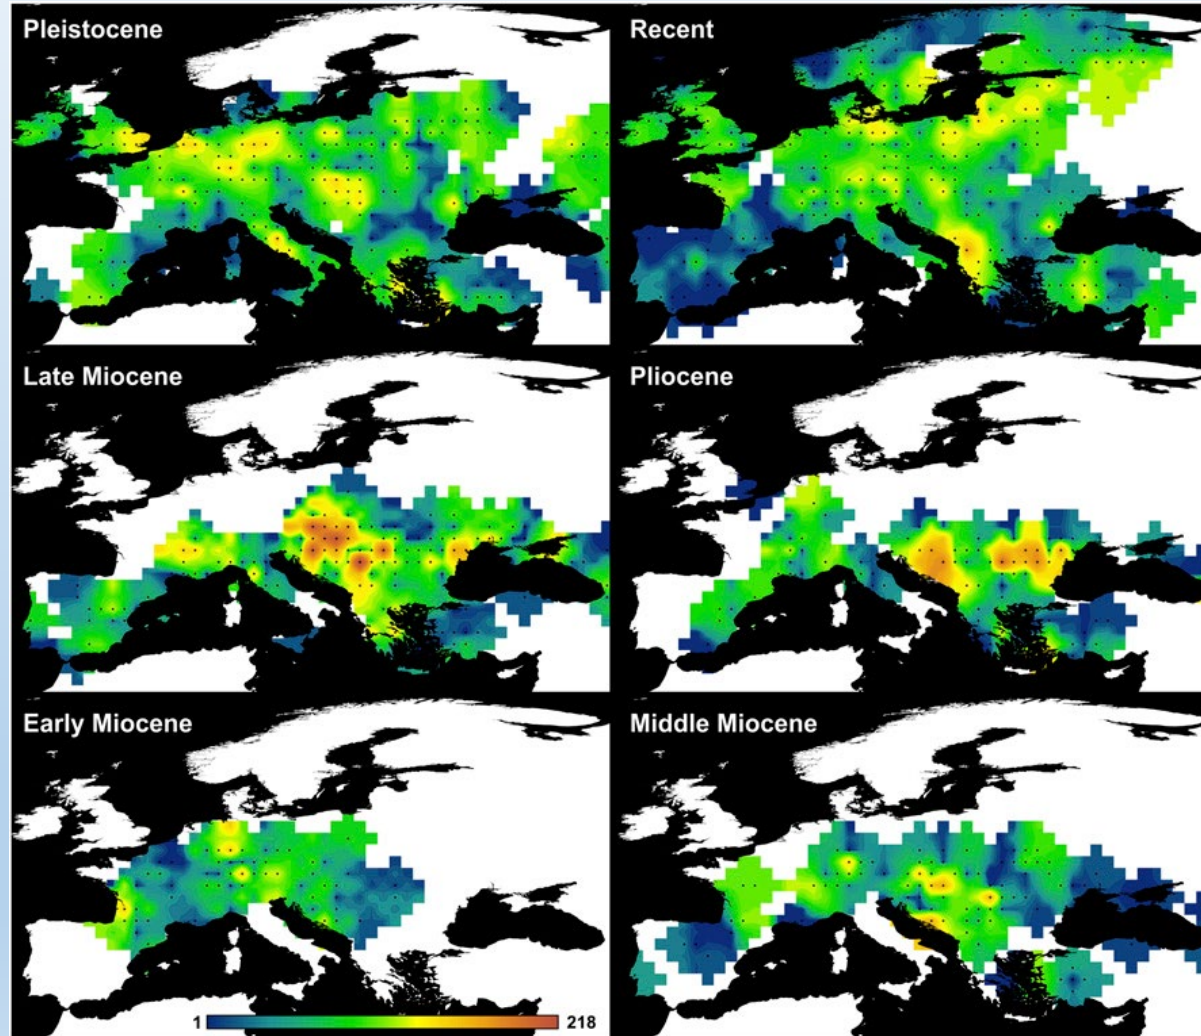 Pleistocene
Recent
Late Miocene
Pliocene
Early Miocene
Middle Miocene
1 218